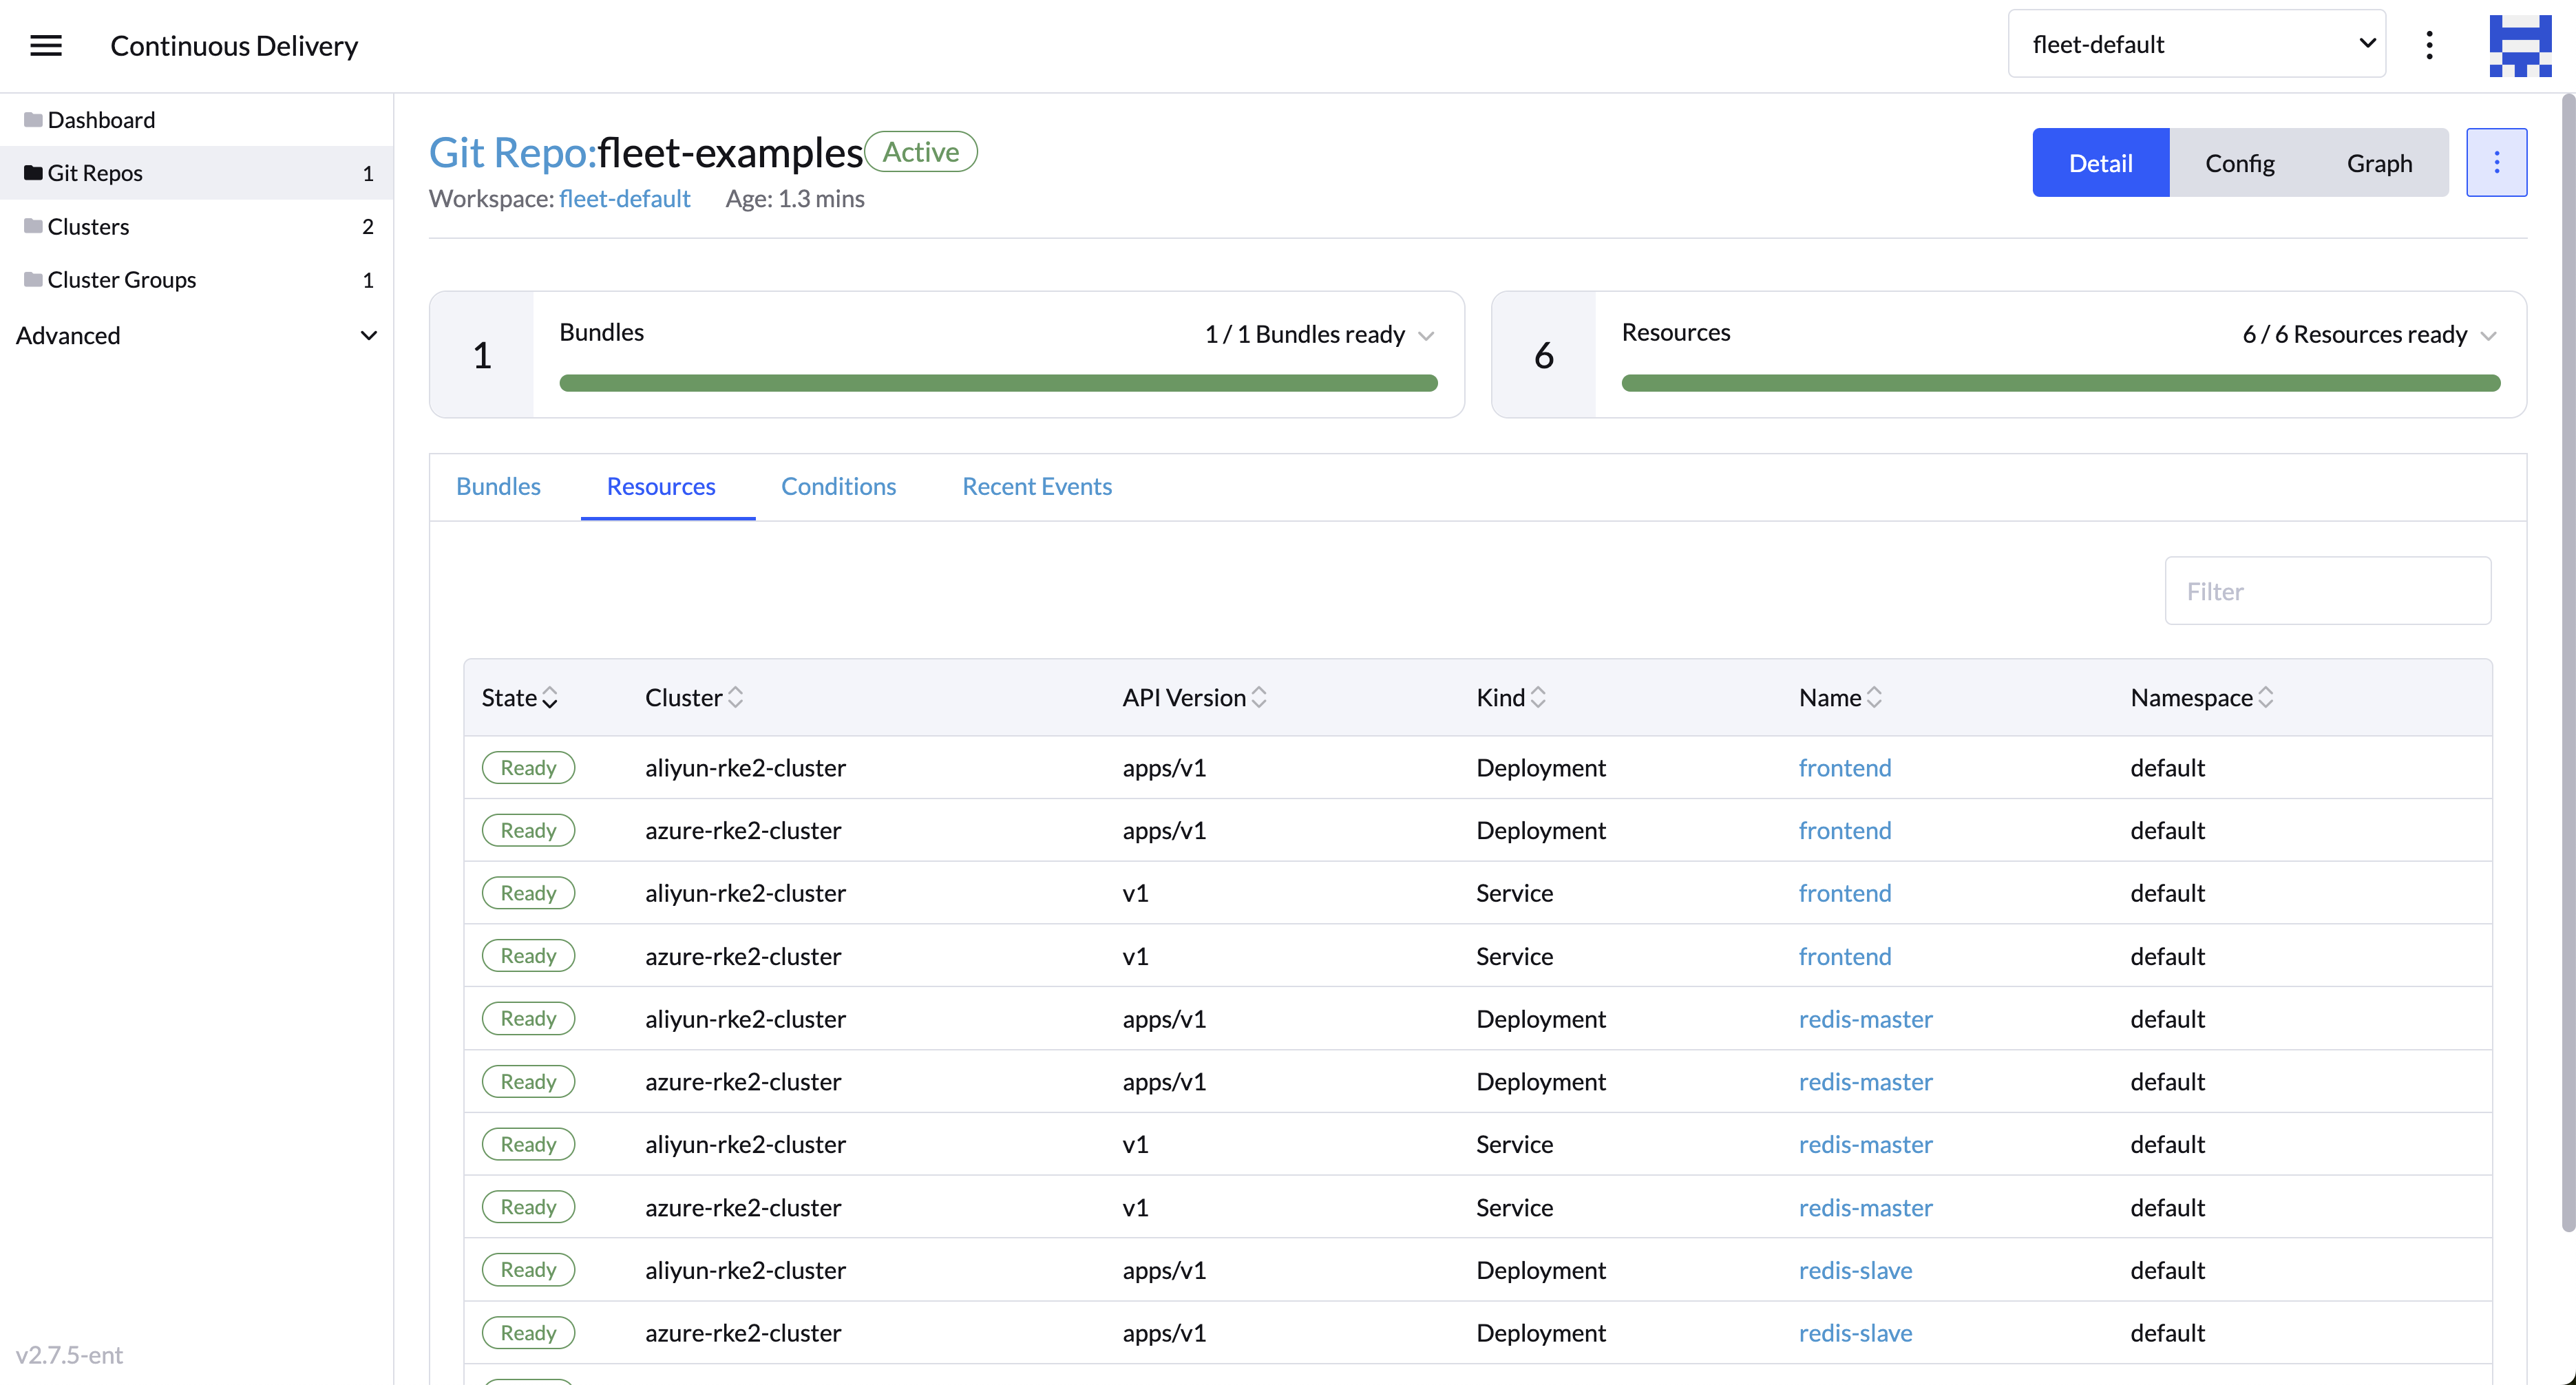 Continuous Delivery
fleet-default
Dashboard
Git Repos 1
Clusters 2
Cluster Groups 1
Advanced
v2.7.5-ent
Git Repo:fleet-examples Active
Workspace: fleet-default Age: 1.3 mins
Detail Config Graph
1 Bundles 1 / 1 Bundles ready
6 Resources 6 / 6 Resources ready
Bundles Resources Conditions Recent Events
Filter
State Cluster API Version Kind Name Namespace
Ready aliyun-rke2-cluster apps/v1 Deployment frontend default
Ready azure-rke2-cluster apps/v1 Deployment frontend default
Ready aliyun-rke2-cluster v1 Service frontend default
Ready azure-rke2-cluster v1 Service frontend default
Ready aliyun-rke2-cluster apps/v1 Deployment redis-master default
Ready azure-rke2-cluster apps/v1 Deployment redis-master default
Ready aliyun-rke2-cluster v1 Service redis-master default
Ready azure-rke2-cluster v1 Service redis-master default
Ready aliyun-rke2-cluster apps/v1 Deployment redis-slave default
Ready azure-rke2-cluster apps/v1 Deployment redis-slave default